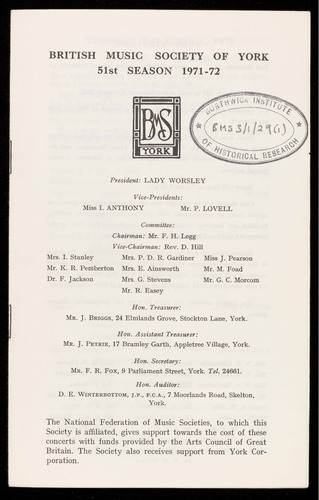 BRITISH MUSIC SOCIETY OF YORK
51st SEASON 1971-72
BORTHWICK INSTITUTE
BMS 3/1/29(1)
OF HISTORICAL RESEARCH
BMS
YORK
President: LADY WORSLEY
Vice-Presidents:
Miss I. ANTHONY Mr. P. LOVELL
Committee:
Chairman: Mr. F. H. Legg
Vice-Chairman: Rev. D. Hill
Mrs. I. Stanley Mrs. P. D. R. Gardiner Miss J. Pearson
Mr. K. R. Pemberton Mrs. E. Ainsworth Mr. M. Foad
Dr. F. Jackson Mrs. G. Stevens Mr. G. C. Morcom
Mr. R. Easey
Hon. Treasurer:
MR. J. BRIGGS, 24 Elmlands Grove, Stockton Lane, York.
Hon. Assistant Treasurer:
MR. J. PETRIE, 17 Bramley Garth, Appletree Village, York.
Hon. Secretary:
MR. F. R. FOX, 9 Parliament Street, York. Tel. 24661.
Hon. Auditor:
D. E. WINTERBOTTOM, J.P., F.C.A., 7 Moorlands Road, Skelton,
York.
The National Federation of Music Societies, to which this
Society is affiliated, gives support towards the cost of these
concerts with funds provided by the Arts Council of Great
Britain. The Society also receives support from York Cor-
poration.